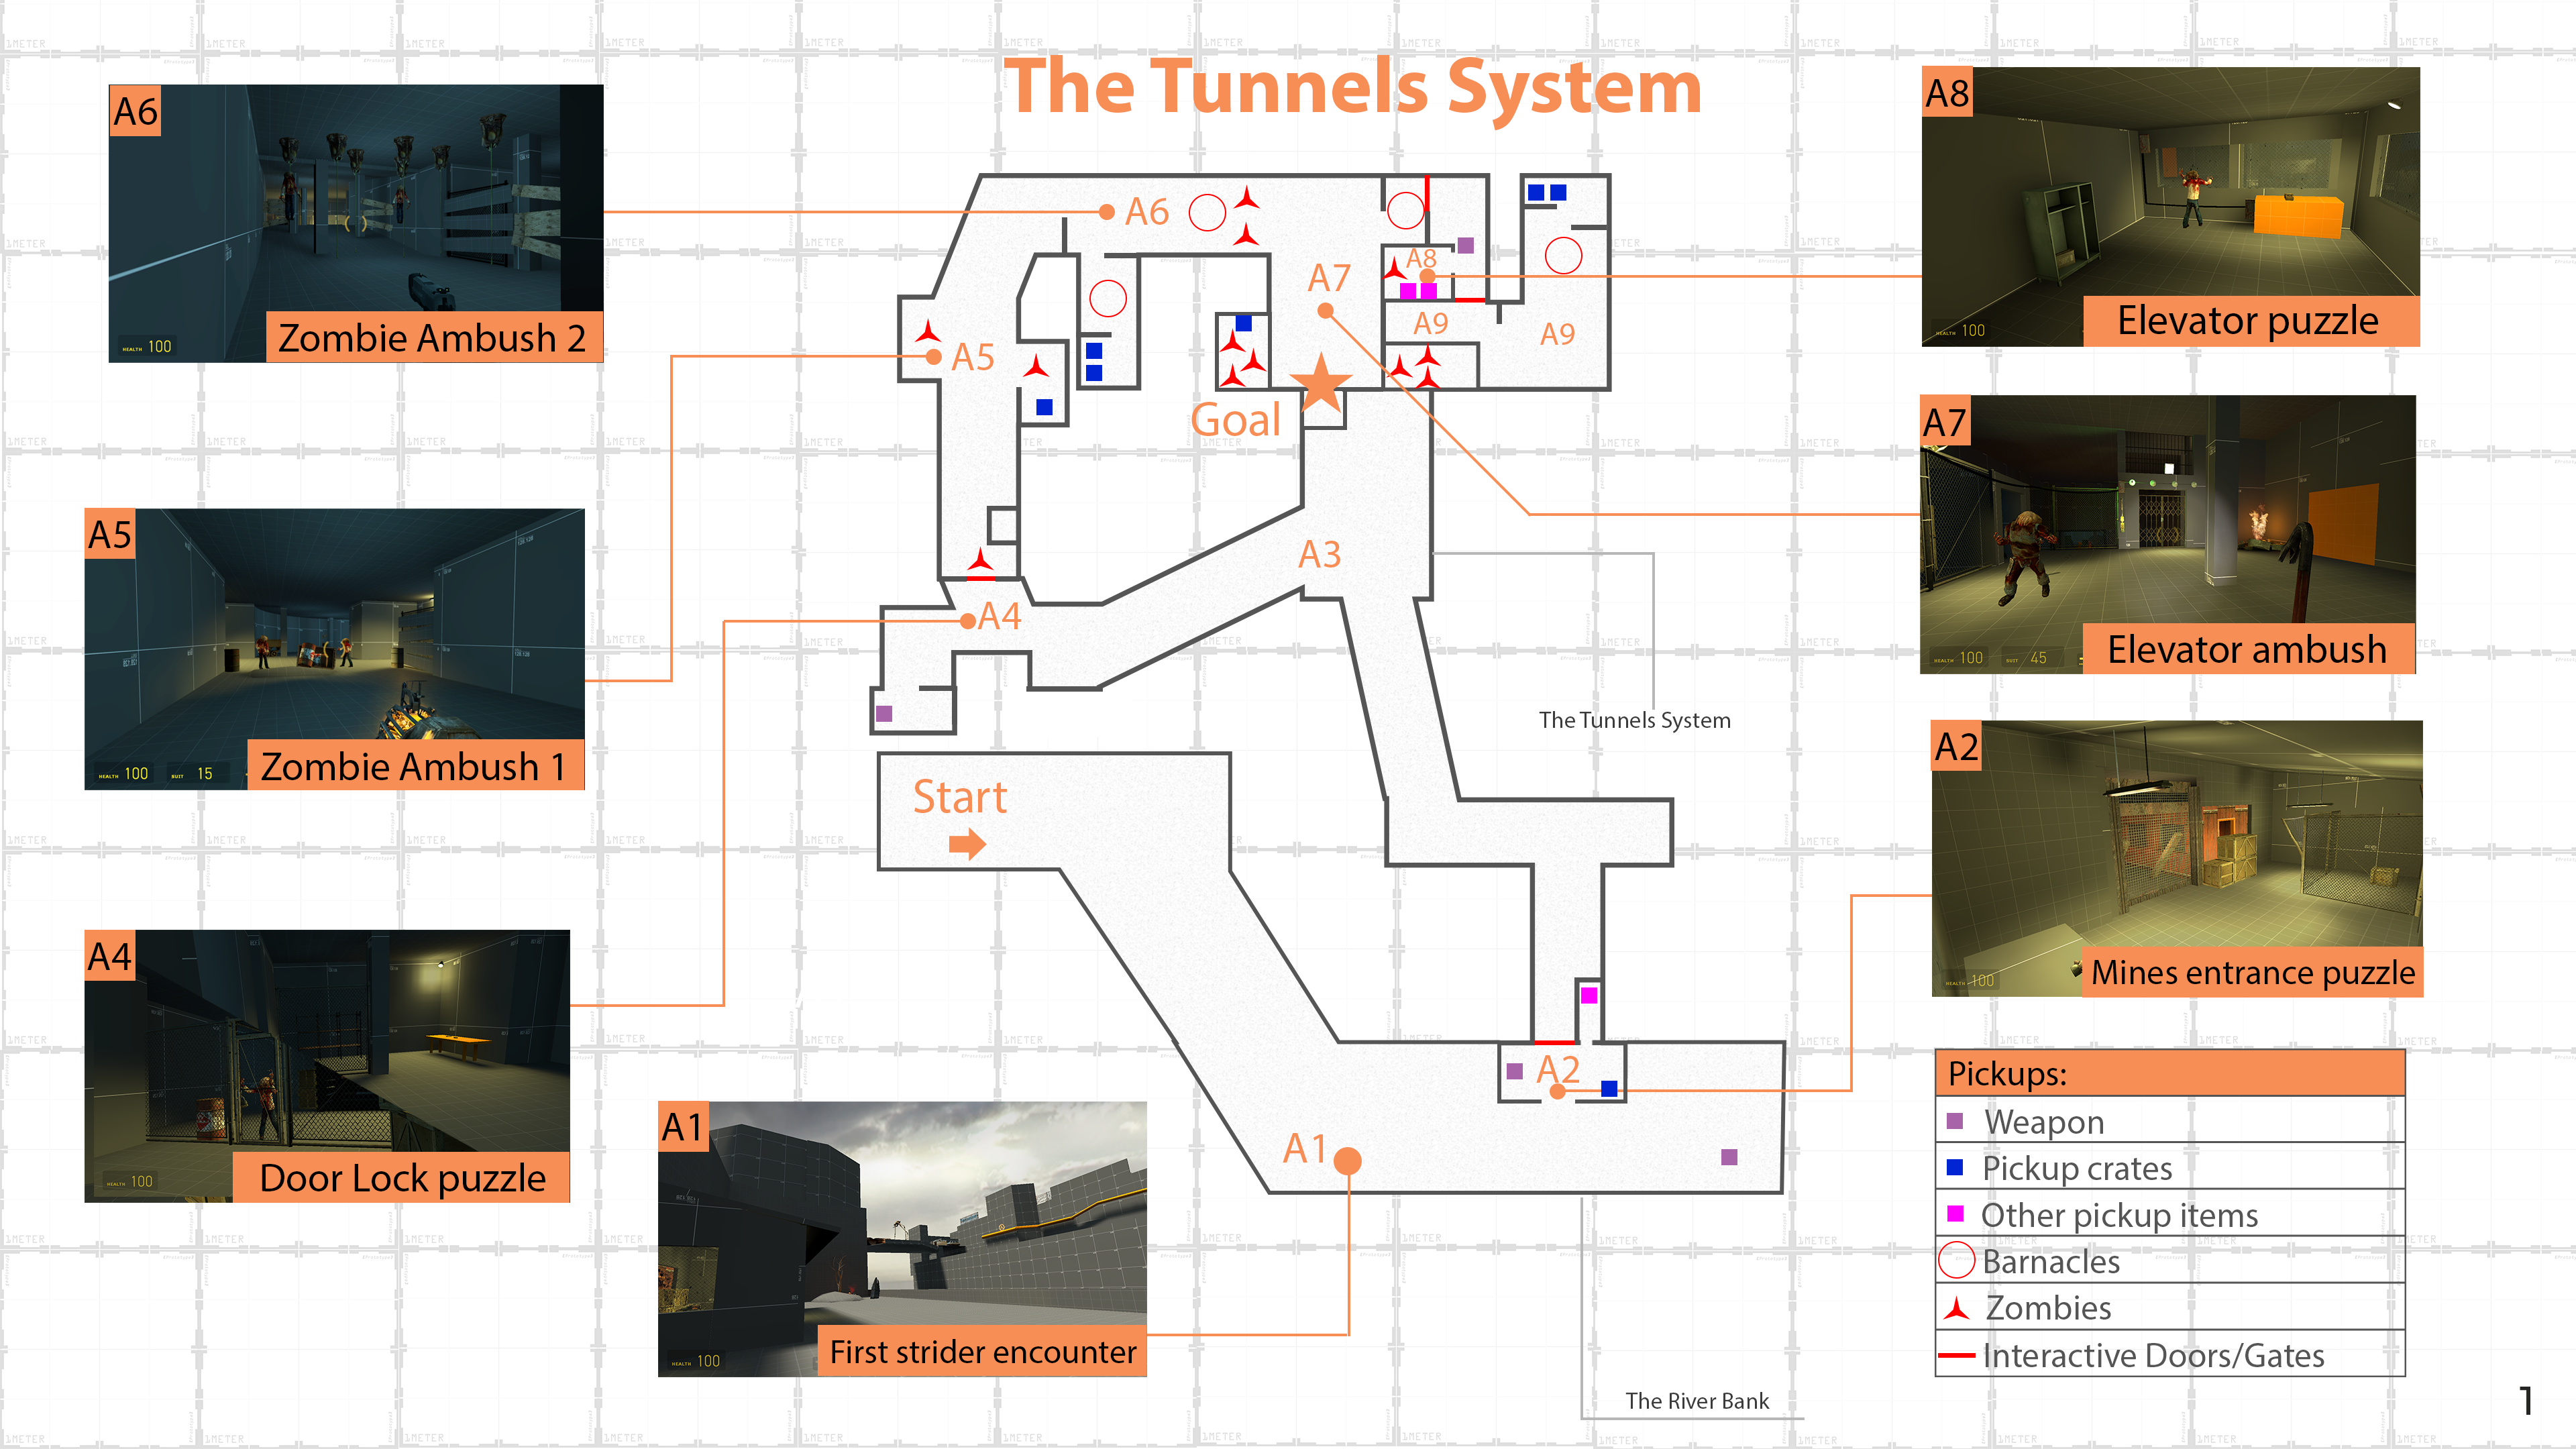 The Tunnels System
A6
HEALTH 100
Zombie Ambush 2
A5
HEALTH 100 SUIT 15
Zombie Ambush 1
A4
HEALTH 100
Door Lock puzzle
A1
HEALTH 100
First strider encounter
A6
A7
A8
A9
A9
A5
Goal
A3
A4
The Tunnels System
Start
A2
A1
The River Bank
A8
HEALTH 100
Elevator puzzle
A7
HEALTH 100 SUIT 45
Elevator ambush
A2
HEALTH 100
Mines entrance puzzle
Pickups:
Weapon
Pickup crates
Other pickup items
Barnacles
Zombies
Interactive Doors/Gates
1
1METER